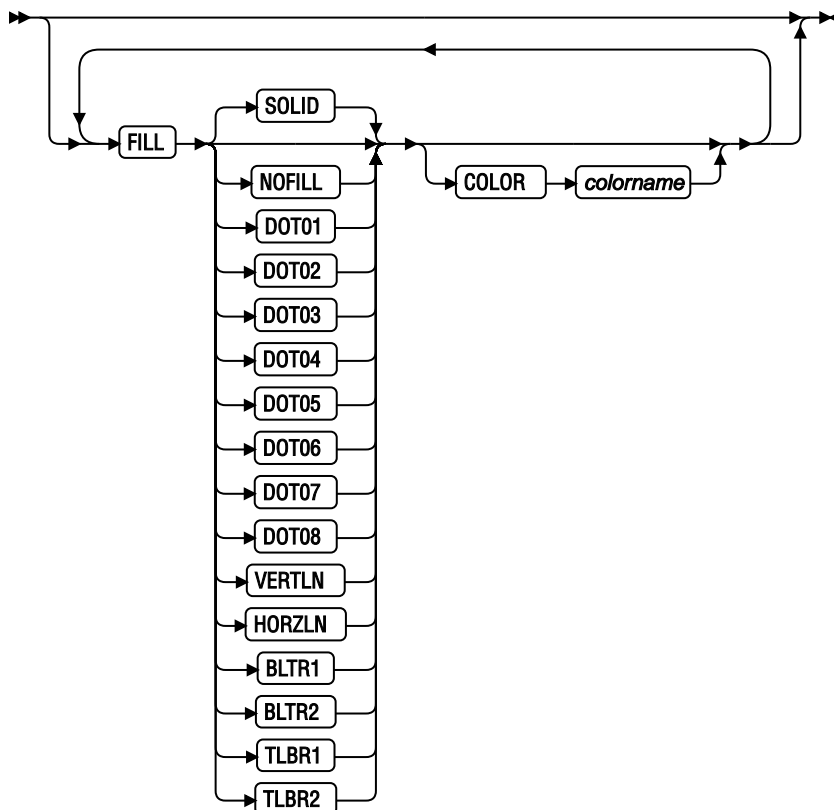 SOLID
FILL
NOFILL
COLOR colorname
DOT01
DOT02
DOT03
DOT04
DOT05
DOT06
DOT07
DOT08
VERTLN
HORZLN
BLTR1
BLTR2
TLBR1
TLBR2